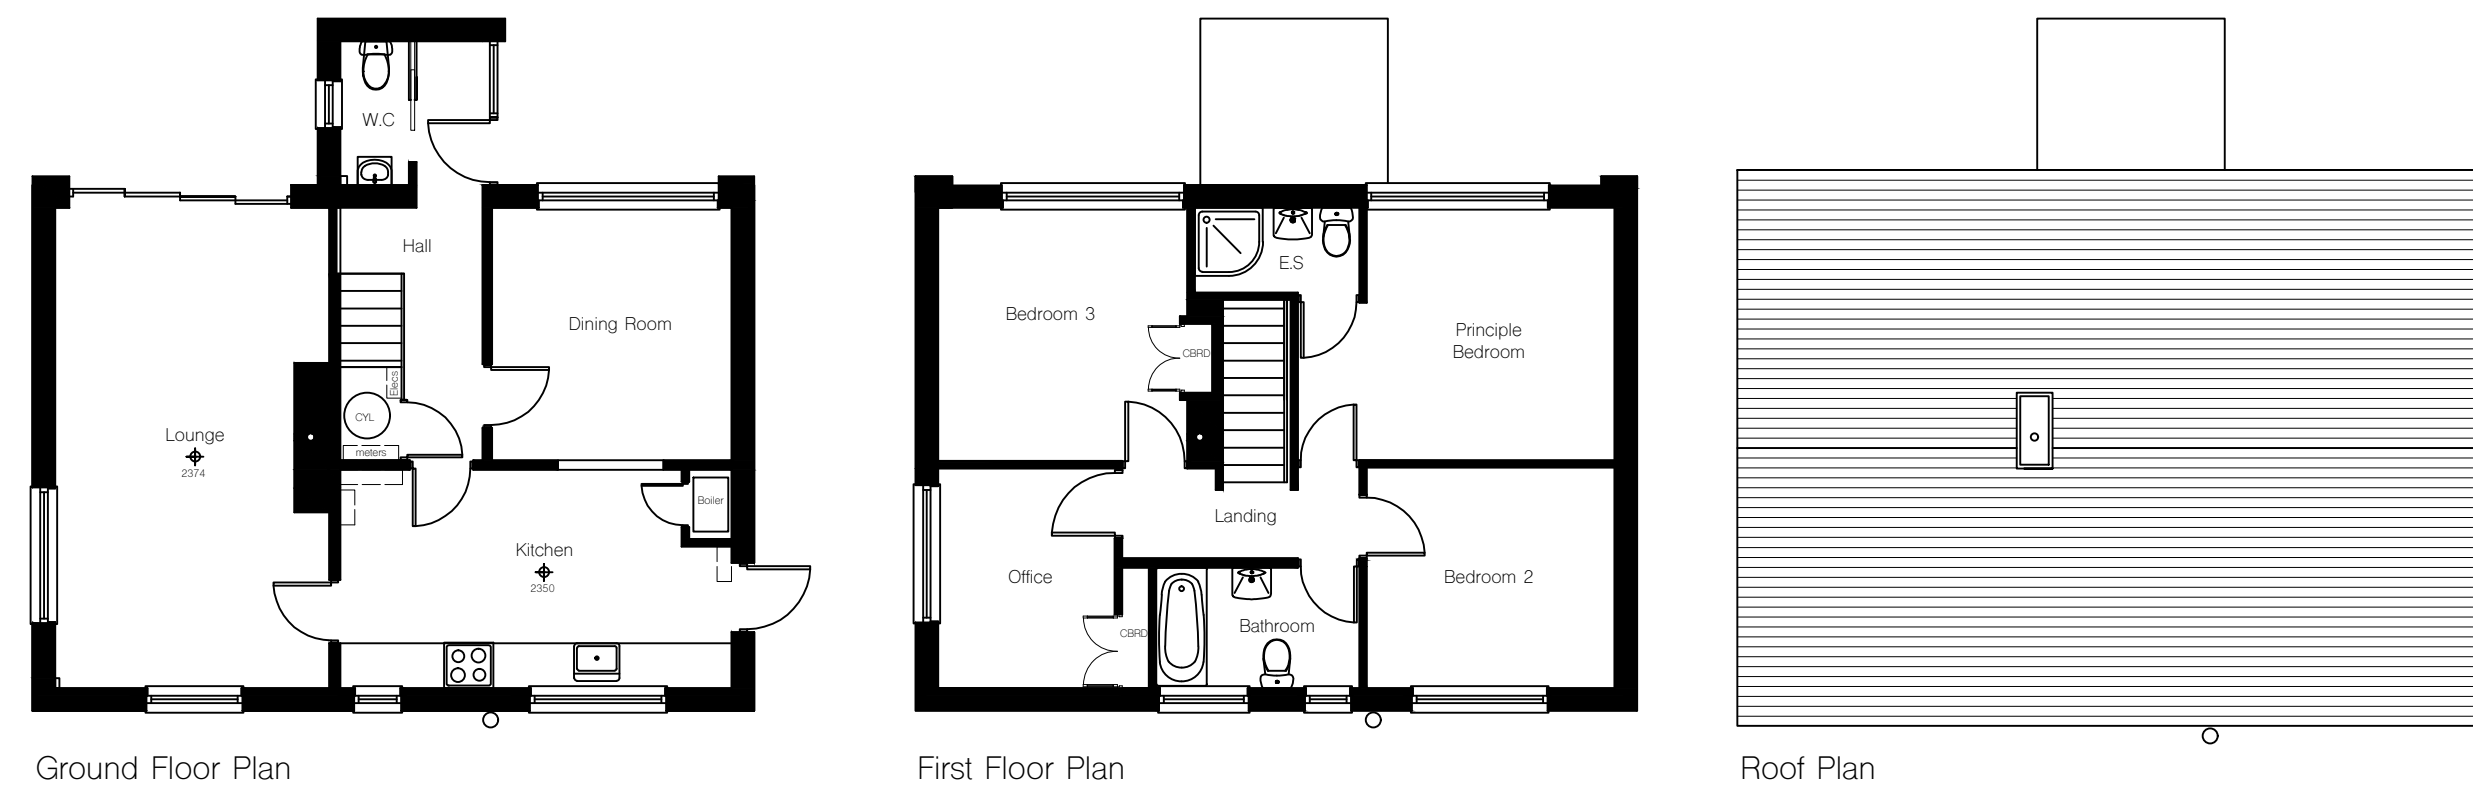 W.C
Hall
Dining Room
Elecs
CYL
Lounge
2374
meters
Boiler
Kitchen
2350
Ground Floor Plan
E.S
Bedroom 3
Principle
Bedroom
CBRD
Landing
Office
Bedroom 2
Bathroom
CBRD
First Floor Plan
Roof Plan